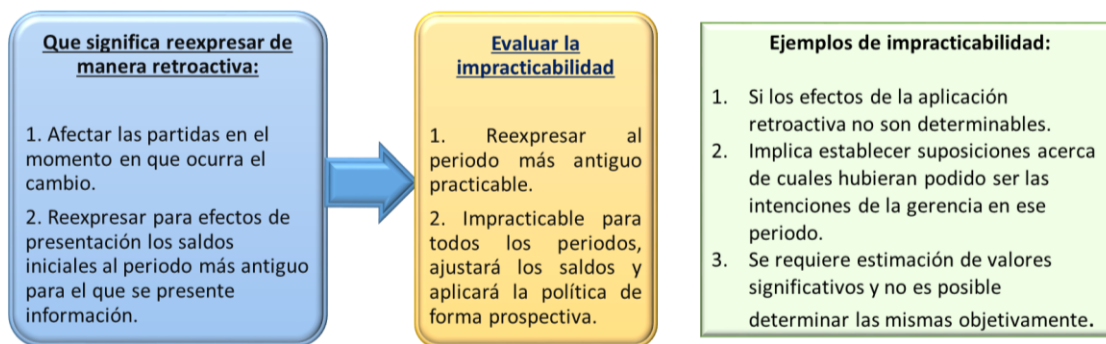 Que significa reexpresar de
manera retroactiva:
1. Afectar las partidas en el
momento en que ocurra el
cambio.
2. Reexpresar para efectos de
presentación los saldos
iniciales al periodo más antiguo
para el que se presente
información.
Evaluar la
impracticabilidad
1. Reexpresar al
periodo más antiguo
practicable.
2. Impracticable para
todos los periodos,
ajustará los saldos y
aplicará la política de
forma prospectiva.
Ejemplos de impracticabilidad:
1. Si los efectos de la aplicación
retroactiva no son determinables.
2. Implica establecer suposiciones acerca
de cuales hubieran podido ser las
intenciones de la gerencia en ese
periodo.
3. Se requiere estimación de valores
significativos y no es posible
determinar las mismas objetivamente.